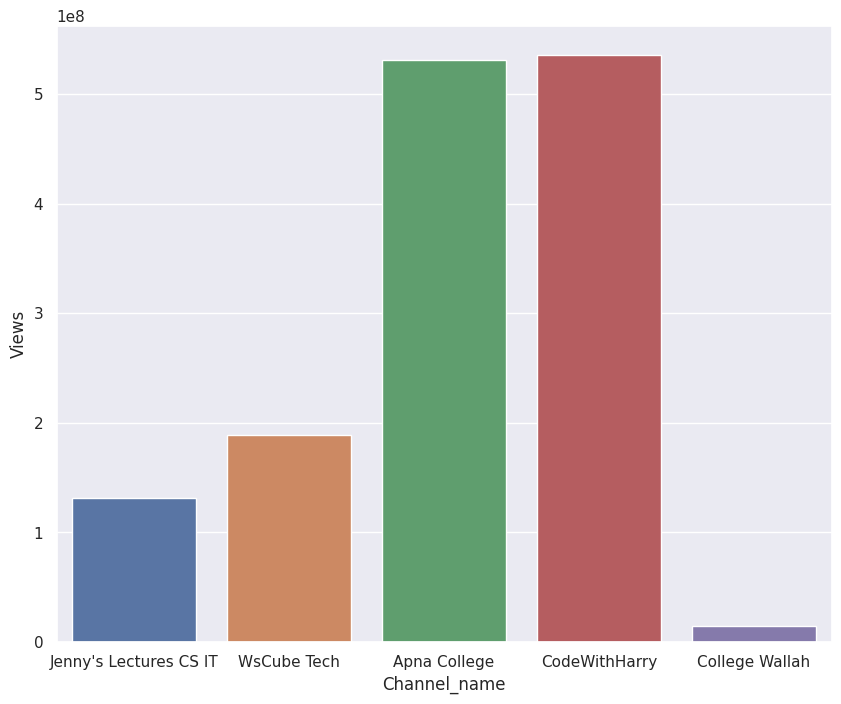 1e8
5
4
3
2
1
0
Views
Jenny's Lectures CS IT
WsCube Tech
Apna College
CodeWithHarry
College Wallah
Channel_name